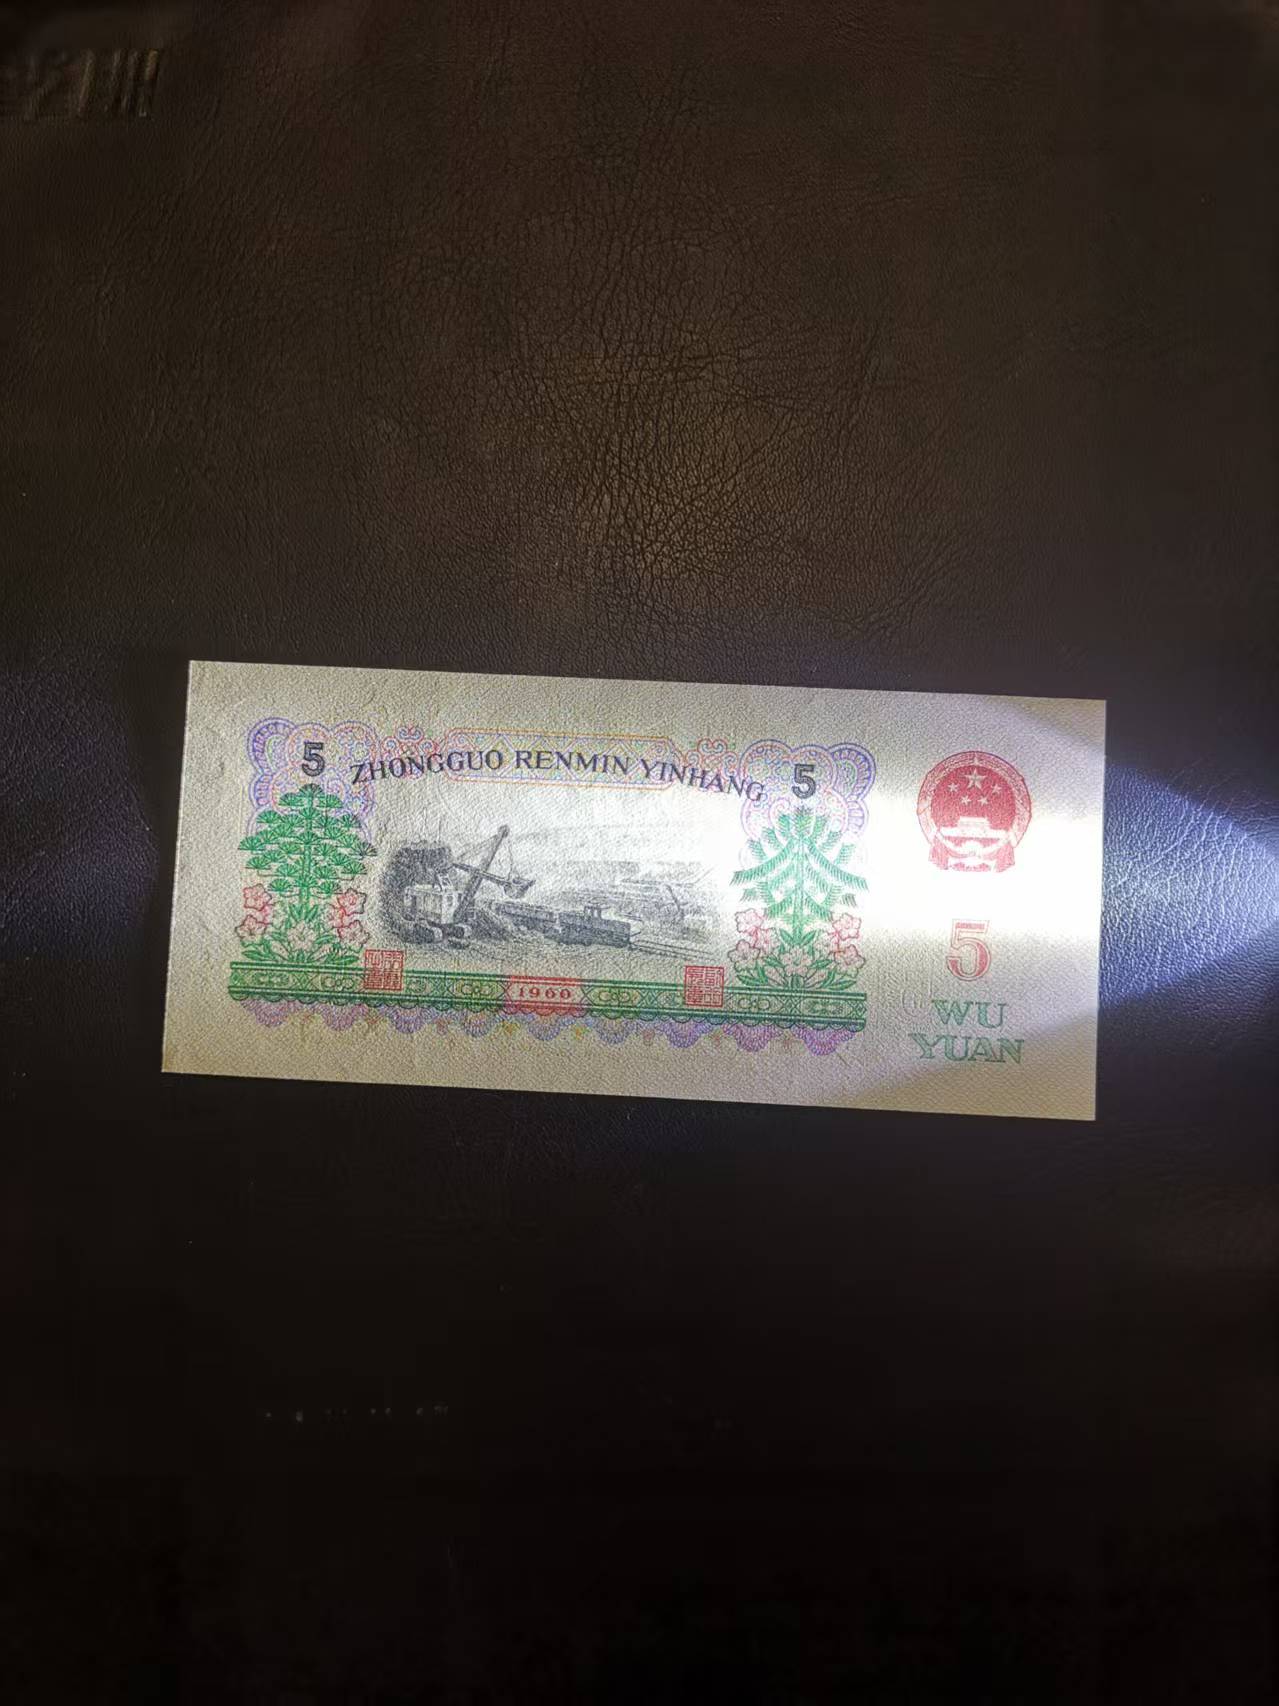 5 ZHONGGUO RENMIN YINHANG 5
1960
5
WU
YUAN